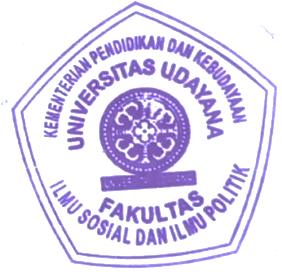 KEMENTERIAN PENDIDIKAN DAN KEBUDAYAAN
UNIVERSITAS UDAYANA
FAKULTAS
ILMU SOSIAL DAN ILMU POLITIK